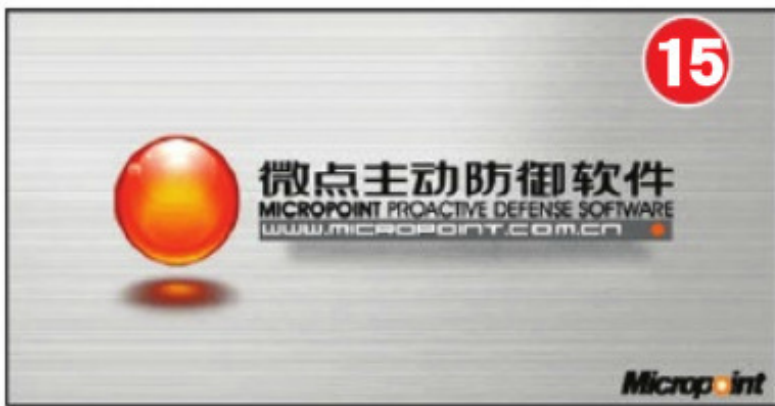 15
微点主动防御软件
MICROPOINT PROACTIVE DEFENSE SOFTWARE
WWW.MICROPOINT.COM.CN
Micropoint